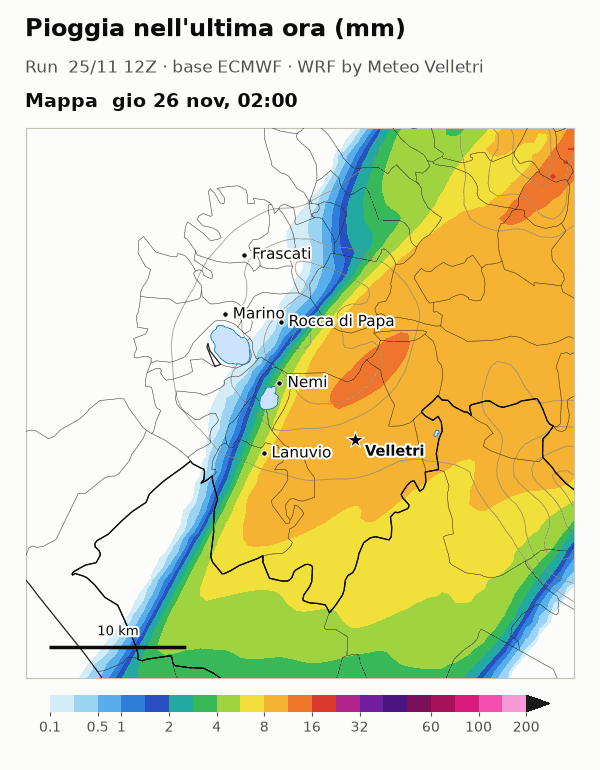 Pioggia nell'ultima ora (mm)
Run  25/11 12Z · base ECMWF · WRF by Meteo Velletri
Mappa  gio 26 nov, 02:00
Frascati
Marino
Rocca di Papa
Nemi
Velletri
Lanuvio
10 km
0.1 0.5 1 2 4 8 16 32 60 100 200